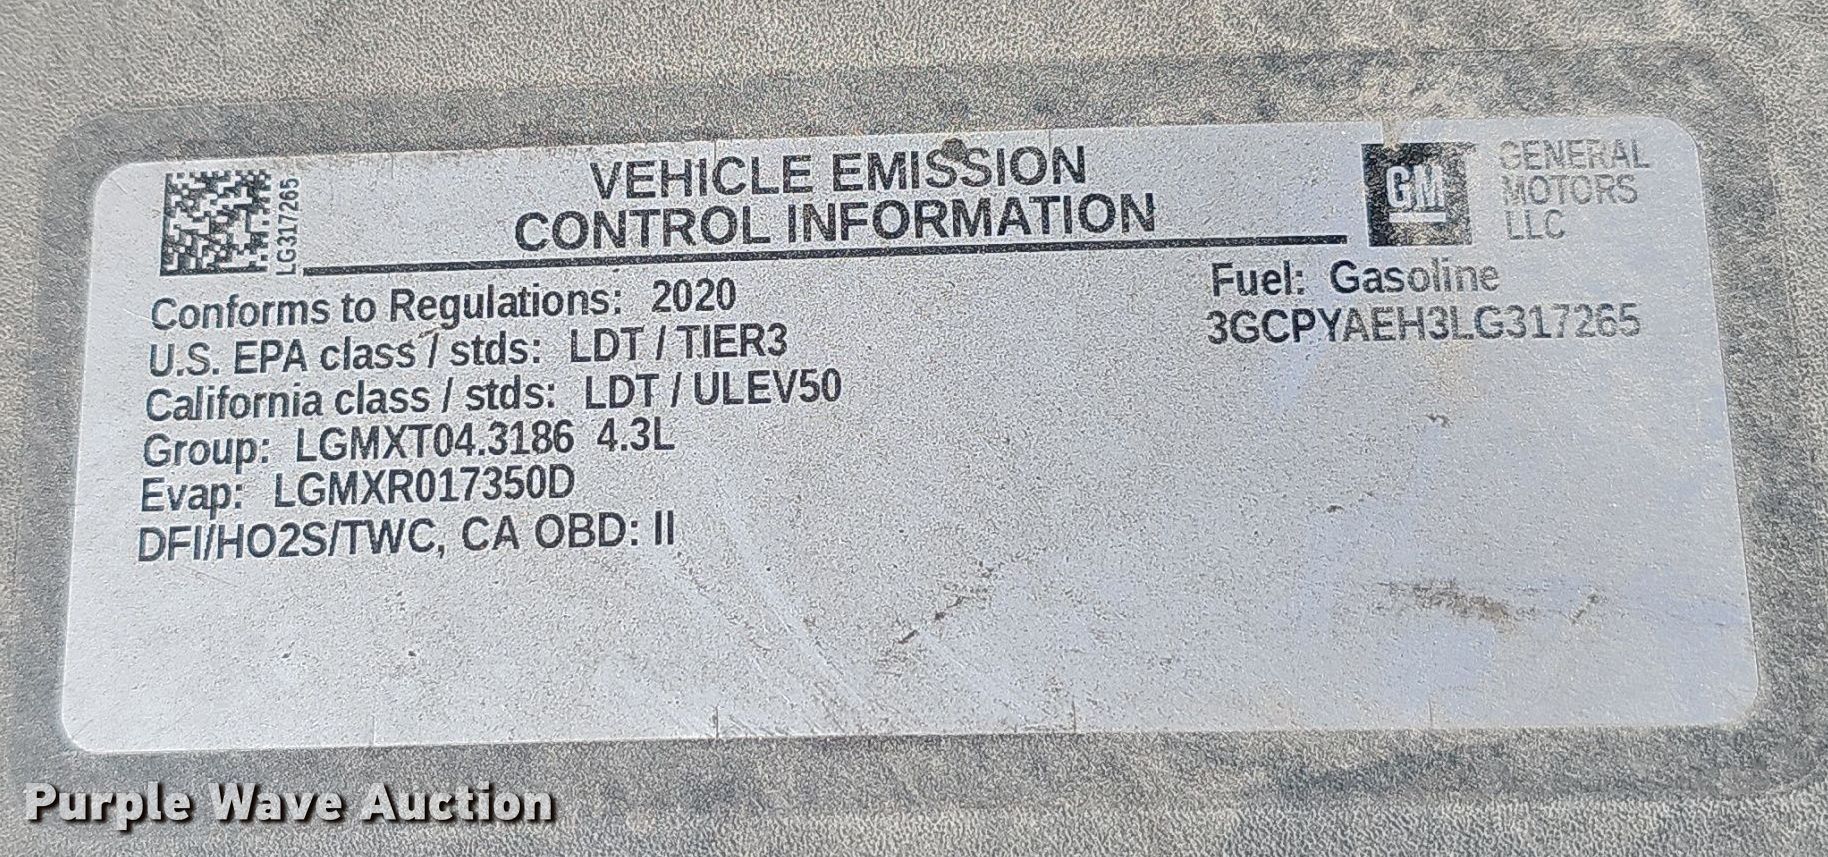 LG317265
VEHICLE EMISSION
CONTROL INFORMATION
GM
GENERAL
MOTORS
LLC
Conforms to Regulations: 2020
U.S. EPA class / stds: LDT / TIER3
California class / stds: LDT / ULEV50
Group: LGMXT04.3186 4.3L
Evap: LGMXR017350D
DFI/HO2S/TWC, CA OBD: II
Fuel: Gasoline
3GCPYAEH3LG317265
Purple Wave Auction